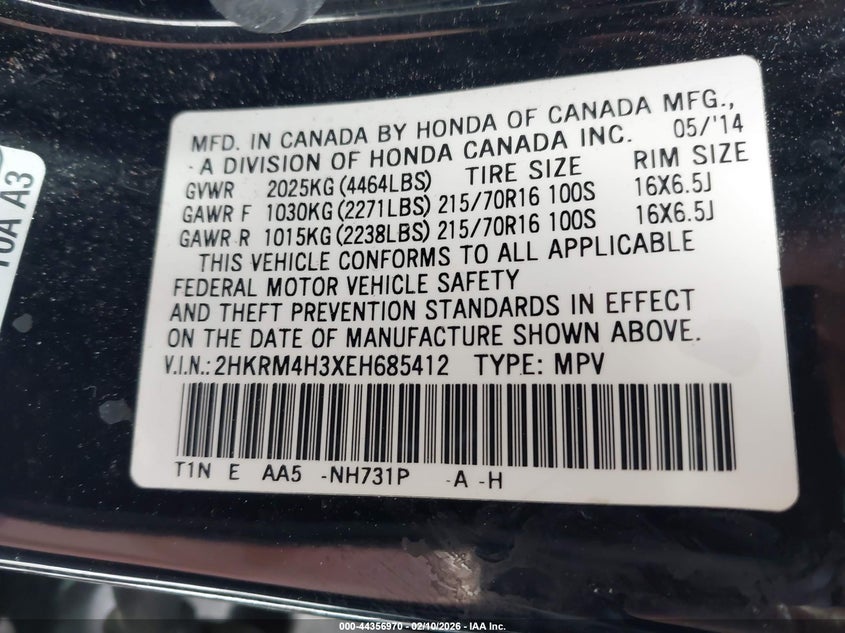 MFD. IN CANADA BY HONDA OF CANADA MFG.,
- A DIVISION OF HONDA CANADA INC. 05/'14
TIRE SIZE RIM SIZE
GVWR 2025KG (4464LBS)
GAWR F 1030KG (2271LBS) 215/70R16 100S 16X6.5J
GAWR R 1015KG (2238LBS) 215/70R16 100S 16X6.5J
THIS VEHICLE CONFORMS TO ALL APPLICABLE
FEDERAL MOTOR VEHICLE SAFETY
AND THEFT PREVENTION STANDARDS IN EFFECT
ON THE DATE OF MANUFACTURE SHOWN ABOVE.
V.I.N.: 2HKRM4H3XEH685412 TYPE: MPV
T1N E AA5 -NH731P -A -H
A3
000-44356970 - 02/10/2026 - IAA Inc.